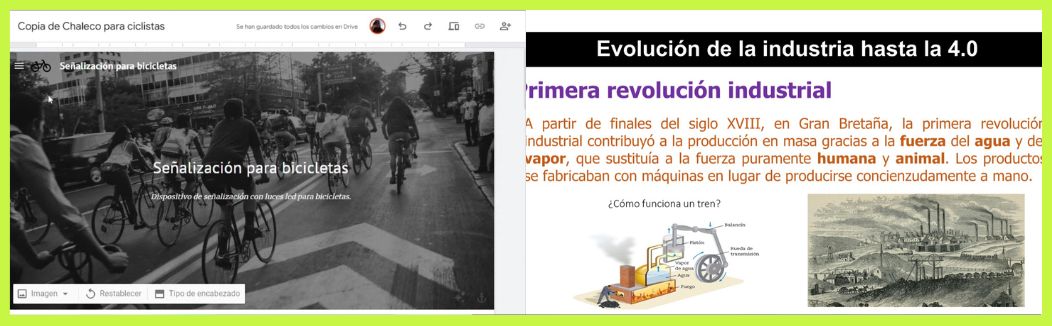 Copia de Chaleco para ciclistas
Se han guardado todos los cambios en Drive
Señalización para bicicletas
Señalización para bicicletas
Dispositivo de señalización con luces led para bicicletas.
Imagen
Restablecer
Tipo de encabezado
Evolución de la industria hasta la 4.0
Primera revolución industrial
A partir de finales del siglo XVIII, en Gran Bretaña, la primera revolución
industrial contribuyó a la producción en masa gracias a la fuerza del agua y de
vapor, que sustituía a la fuerza puramente humana y animal. Los productos
se fabricaban con máquinas en lugar de producirse concienzudamente a mano.
¿Cómo funciona un tren?
Balancín
Pistón
Rueda de
transmisión
Vapor
de agua
Agua
Fuego